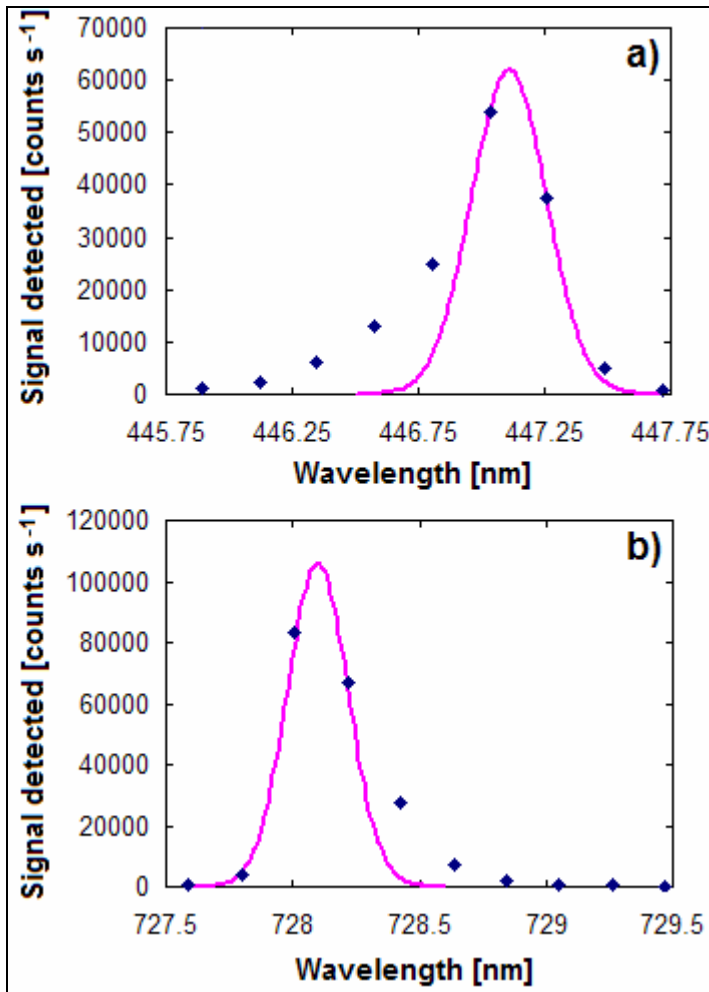 a)
Signal detected [counts s⁻¹]
70000
60000
50000
40000
30000
20000
10000
0
445.75 446.25 446.75 447.25 447.75
Wavelength [nm]
b)
Signal detected [counts s⁻¹]
120000
100000
80000
60000
40000
20000
0
727.5 728 728.5 729 729.5
Wavelength [nm]